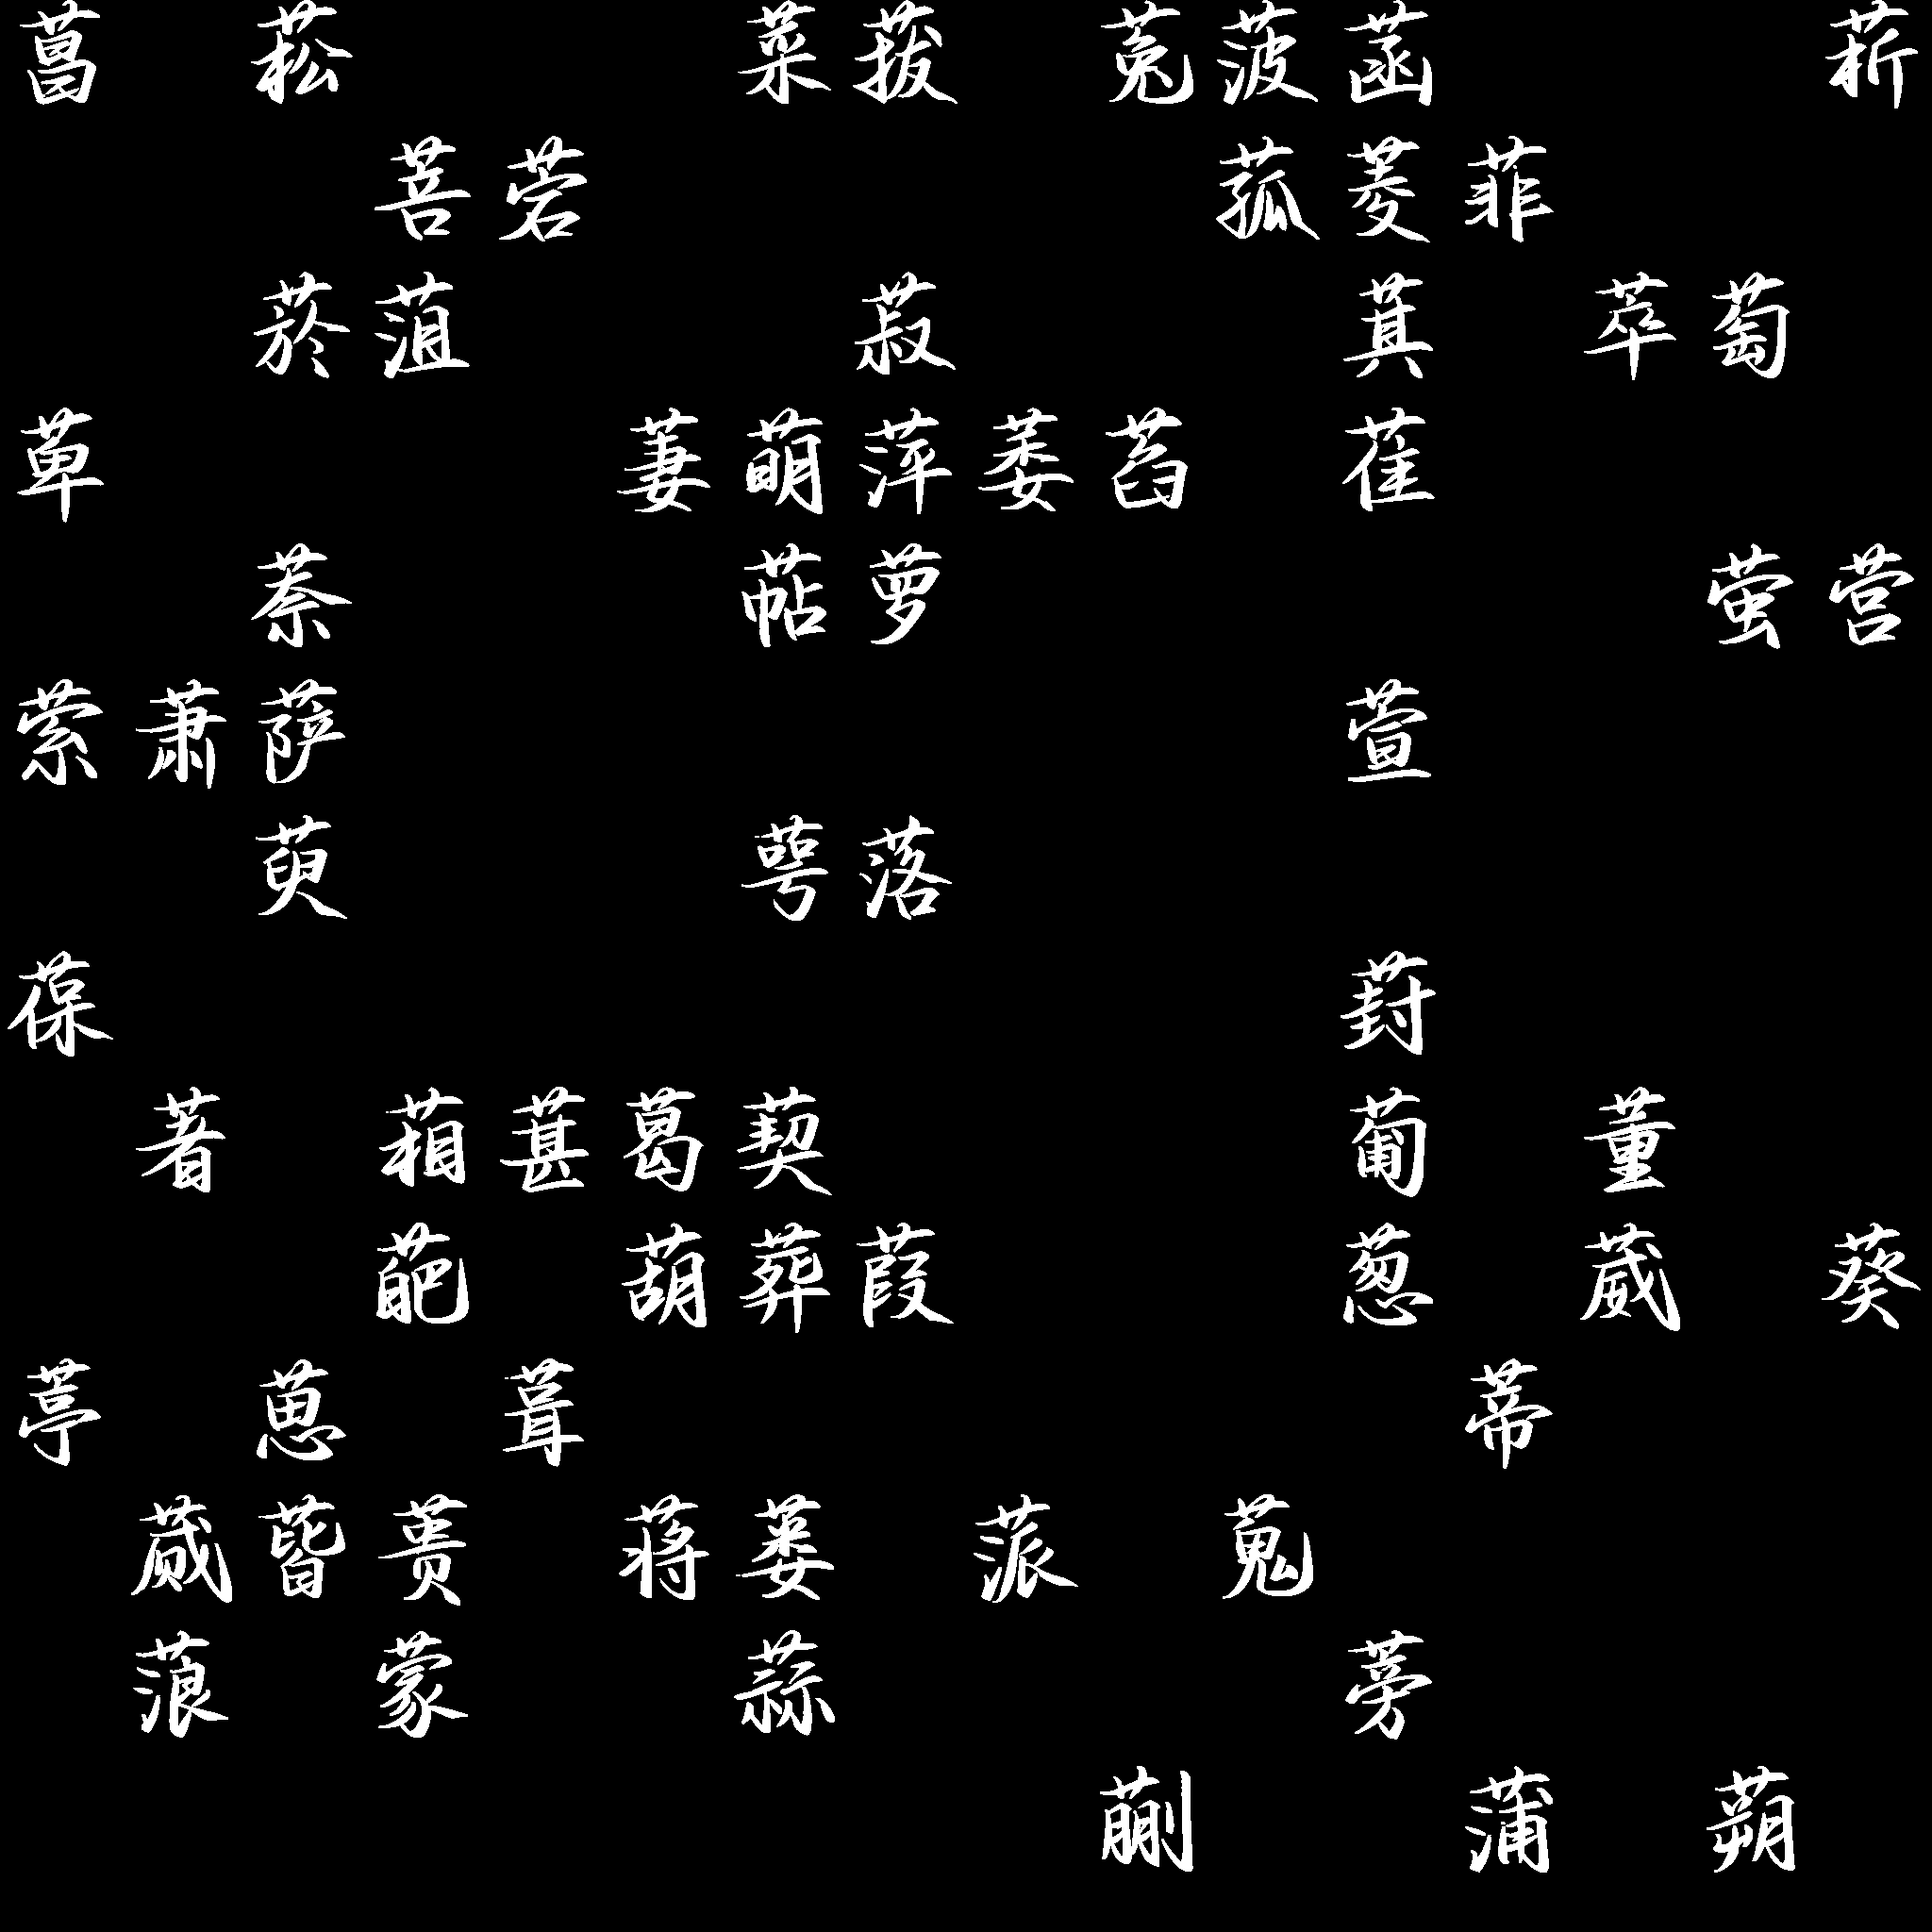 菖 菘 菜 菝 菟 菠 菡 菥
菩 菪 菰 菱 菲
菸 菹 菽 萁 萃 萄
萆 萋 萌 萍 萎 萏 萑
萘 萜 萝 萤 营
萦 萧 萨 萱
萸 萼 落
葆 葑
著 葙 葚 葛 葜 葡 董
葩 葫 葬 葭 葱 葳 葵
葶 葸 葺 蒂
蒇 蒈 蒉 蒋 蒌 蒎 蒐
蒗 蒙 蒜 蒡
蒯 蒲 蒴